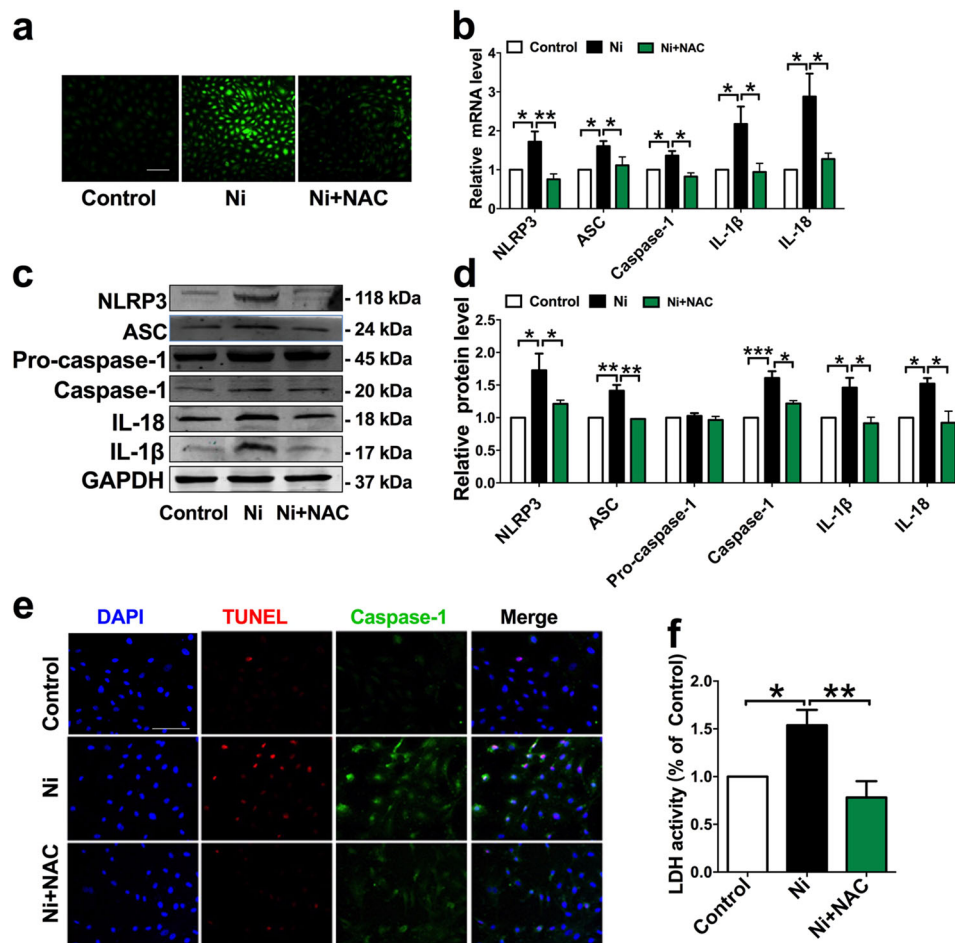 a
Control
Ni
Ni+NAC
b
Control Ni Ni+NAC
Relative mRNA level
4
3
2
1
0
* **
* *
* *
* *
* *
NLRP3
ASC
Caspase-1
IL-1β
IL-18
c
NLRP3 - 118 kDa
ASC - 24 kDa
Pro-caspase-1 - 45 kDa
Caspase-1 - 20 kDa
IL-18 - 18 kDa
IL-1β - 17 kDa
GAPDH - 37 kDa
Control Ni Ni+NAC
d
Control Ni Ni+NAC
Relative protein level
2.5
2.0
1.5
1.0
0.5
0.0
* *
** **
*** *
* *
* *
NLRP3
ASC
Pro-caspase-1
Caspase-1
IL-1β
IL-18
e
DAPI TUNEL Caspase-1 Merge
Control
Ni
Ni+NAC
f
LDH activity (% of Control)
2.0
1.5
1.0
0.5
0.0
* **
Control
Ni
Ni+NAC